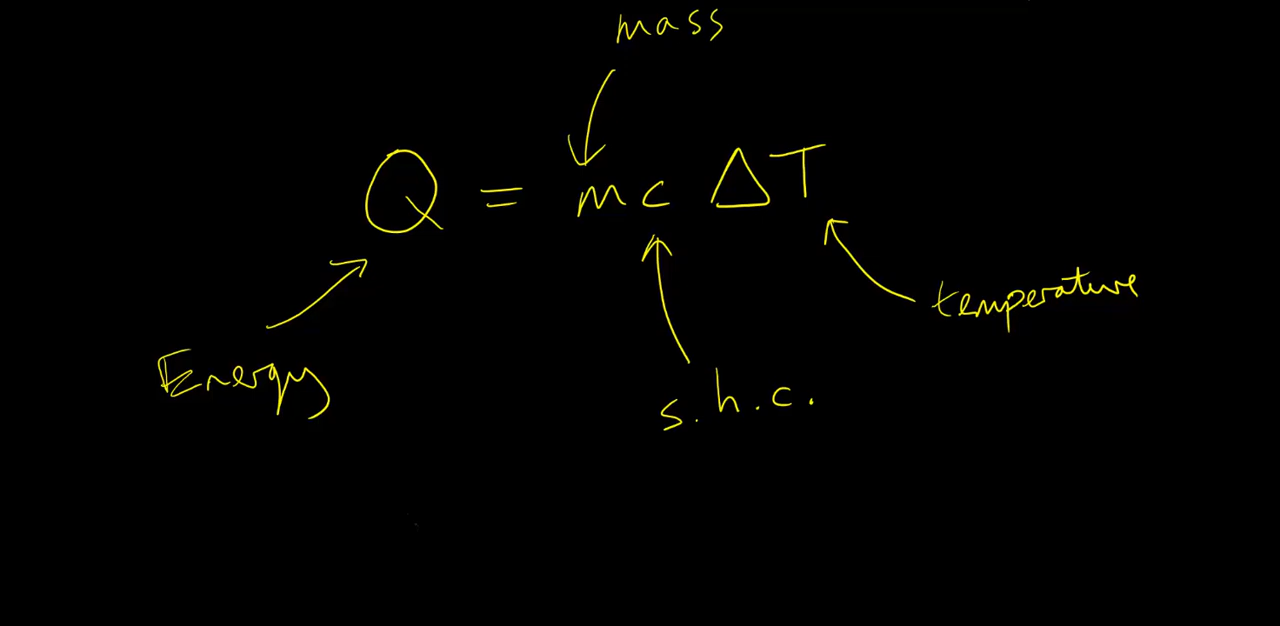 mass
Q = mc ΔT
temperature
Energy
s.h.c.